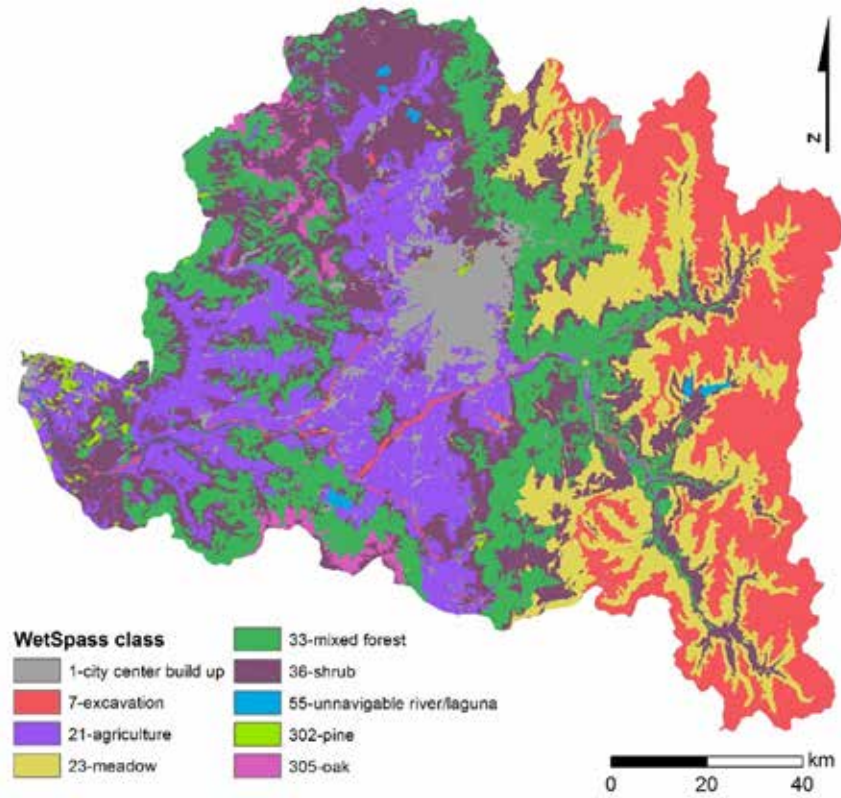 N
WetSpass class
1-city center build up
7-excavation
21-agriculture
23-meadow
33-mixed forest
36-shrub
55-unnavigable river/laguna
302-pine
305-oak
km
0 20 40